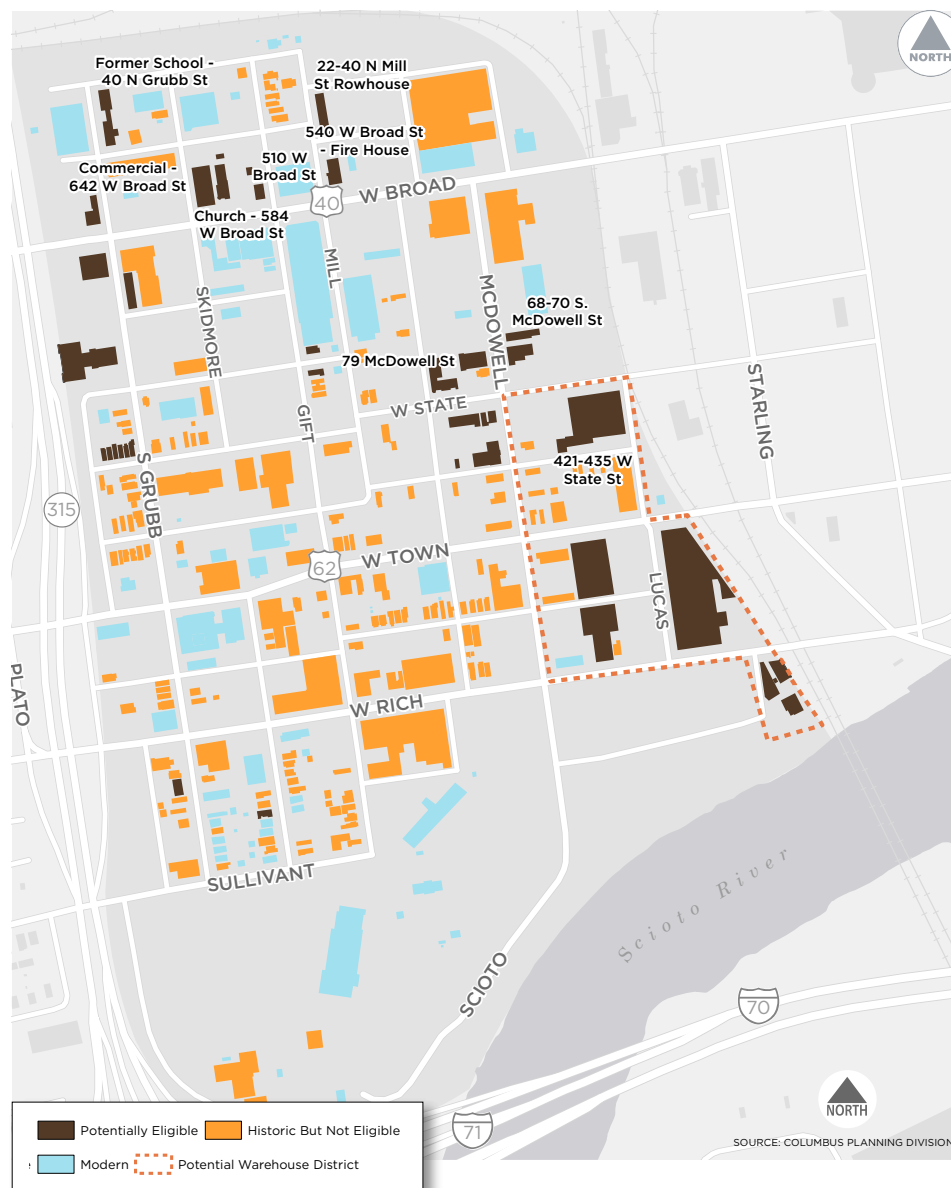 NORTH
Former School -
40 N Grubb St
22-40 N Mill
St Rowhouse
540 W Broad St
- Fire House
510 W
Broad St
Commercial -
642 W Broad St
W BROAD
40
Church - 584
W Broad St
MILL
SKIDMORE
MCDOWELL
68-70 S.
McDowell St
79 McDowell St
STARLING
W STATE
GIFT
421-435 W
State St
S GRUBB
315
W TOWN
62
LUCAS
PLATO
W RICH
SULLIVANT
Scioto River
SCIOTO
70
71
NORTH
SOURCE: COLUMBUS PLANNING DIVISION
Potentially Eligible
Historic But Not Eligible
Modern
Potential Warehouse District